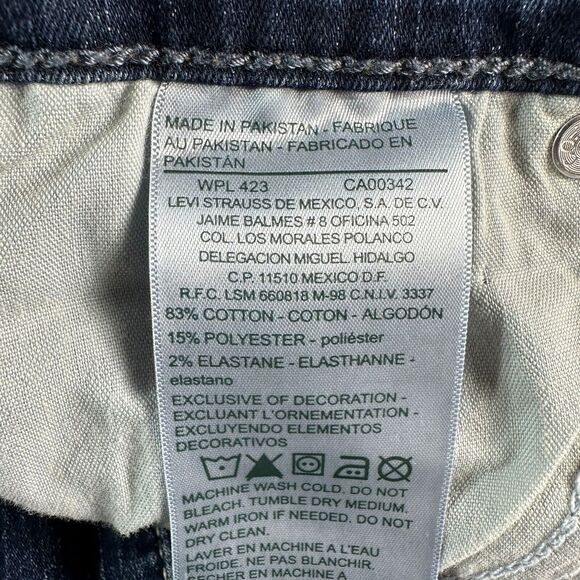 MADE IN PAKISTAN - FABRIQUE
AU PAKISTAN - FABRICADO EN
PAKISTÁN
WPL 423 CA00342
LEVI STRAUSS DE MEXICO, S.A. DE C.V.
JAIME BALMES # 8 OFICINA 502
COL. LOS MORALES POLANCO
DELEGACION MIGUEL. HIDALGO
C.P. 11510 MEXICO D.F.
R.F.C. LSM 660818 M-98 C.N.I.V. 3337
83% COTTON - COTON - ALGODÓN
15% POLYESTER - poliéster
2% ELASTANE - ELASTHANNE -
elastano
EXCLUSIVE OF DECORATION -
EXCLUANT L'ORNEMENTATION -
EXCLUYENDO ELEMENTOS
DECORATIVOS
MACHINE WASH COLD. DO NOT
BLEACH. TUMBLE DRY MEDIUM.
WARM IRON IF NEEDED. DO NOT
DRY CLEAN.
LAVER EN MACHINE A L'EAU
FROIDE. NE PAS BLANCHIR.
SECHER EN MACHINE A